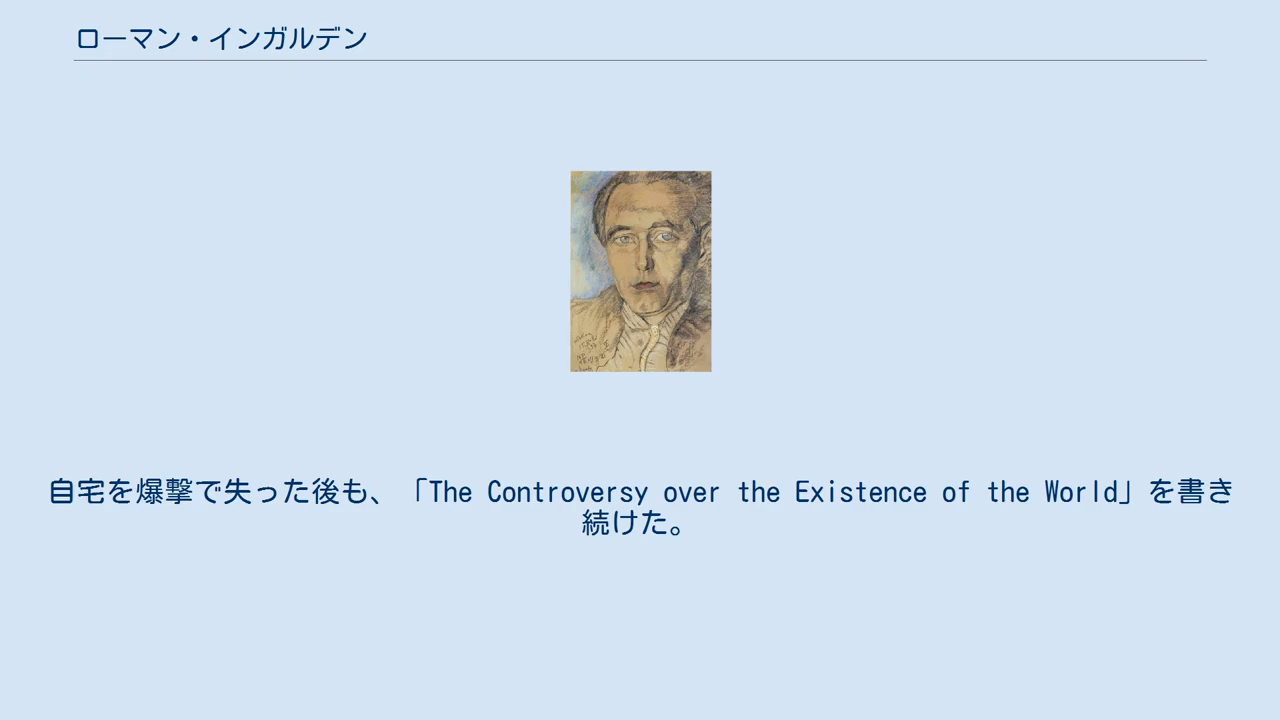 ローマン・インガルデン
自宅を爆撃で失った後も、「The Controversy over the Existence of the World」を書き
続けた。